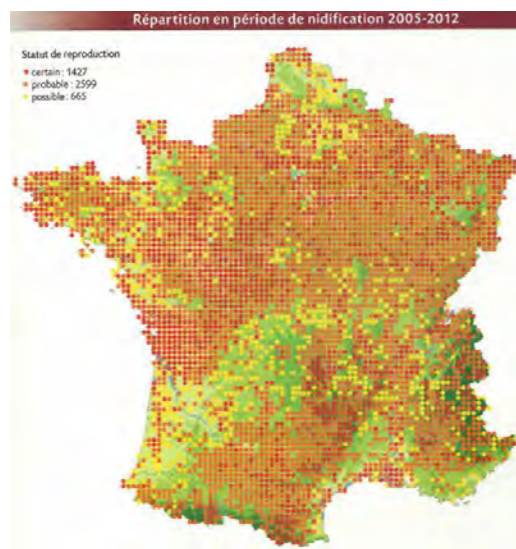 Répartition en période de nidification 2005-2012
Statut de reproduction
certain : 1427
probable : 2599
possible : 665